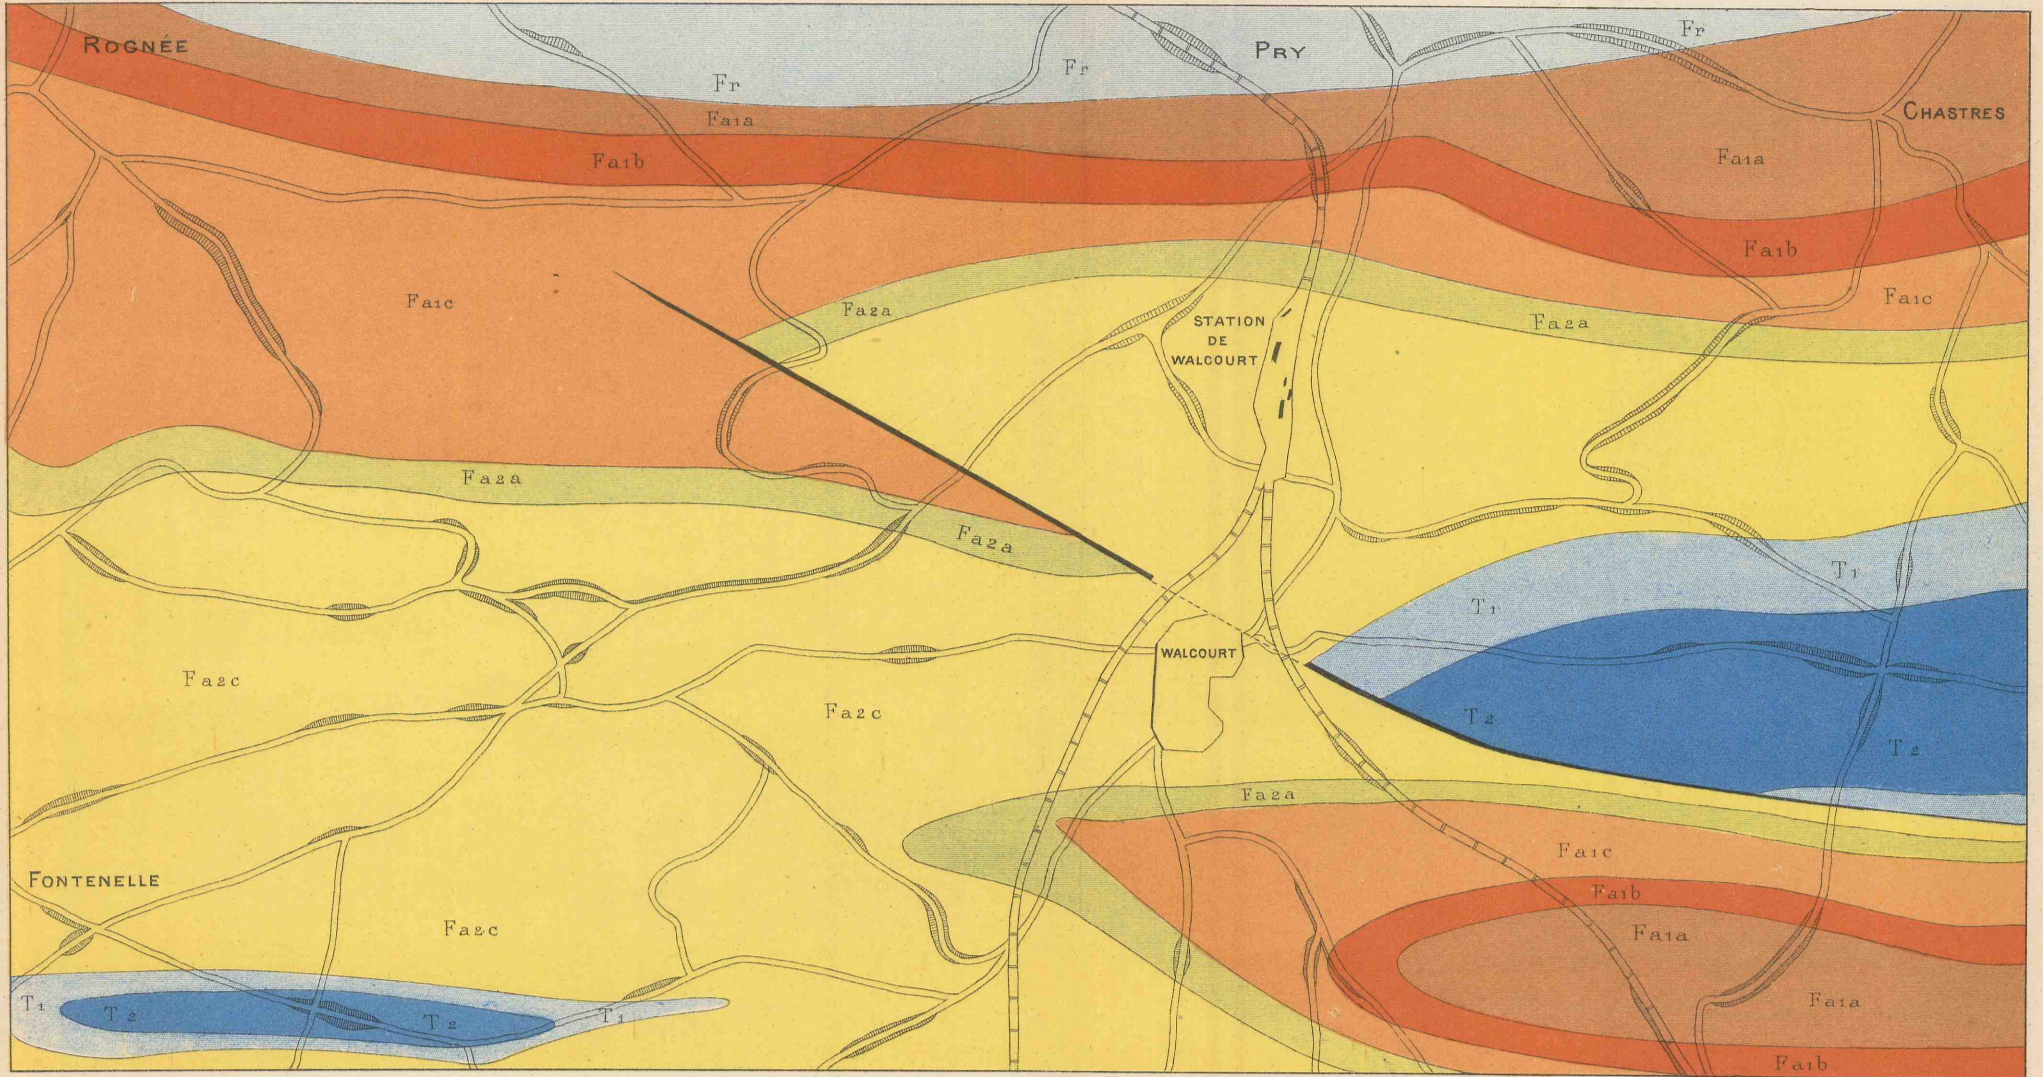 Fr
ROGNÉE
PRY
Fr
Fr
CHASTRES
Fa1a
Fa1b
Fa1a
Fa1b
Fa1c
Fa1c
Fa2a
STATION
DE
WALCOURT
Fa2a
Fa2a
Fa2a
T1
T1
WALCOURT
Fa2c
Fa2c
T2
T2
Fa2a
Fa1c
FONTENELLE
Fa1b
Fa2c
Fa1a
T1
T2
T2
T1
Fa1a
Fa1b